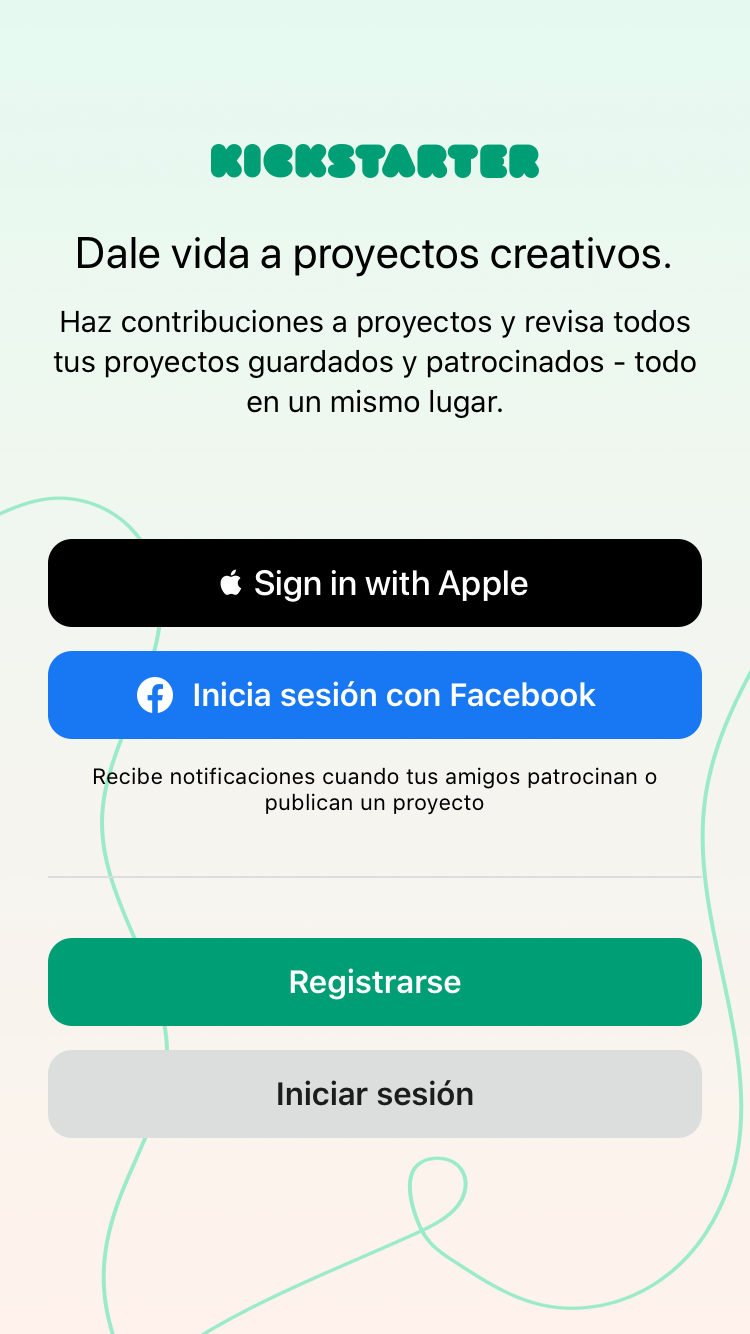 KICKSTARTER
Dale vida a proyectos creativos.
Haz contribuciones a proyectos y revisa todos
tus proyectos guardados y patrocinados - todo
en un mismo lugar.
Sign in with Apple
Inicia sesión con Facebook
Recibe notificaciones cuando tus amigos patrocinan o
publican un proyecto
Registrarse
Iniciar sesión